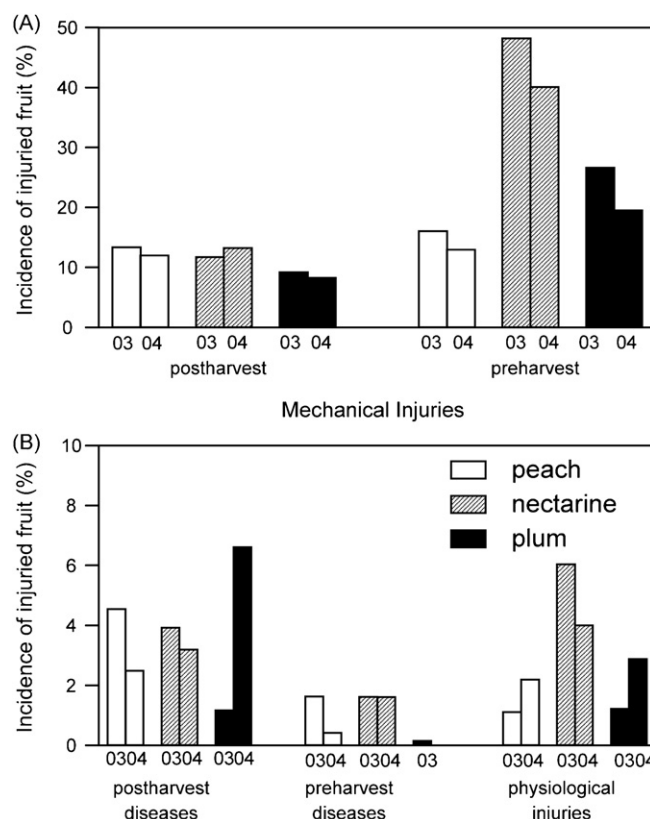 (A)
Incidence of injuried fruit (%)
50
40
30
20
10
0
03 04 03 04 03 04 03 04 03 04 03 04
postharvest preharvest
Mechanical Injuries
(B)
Incidence of injuried fruit (%)
10
8
6
4
2
0
peach
nectarine
plum
0304 0304 0304 0304 0304 03 0304 0304 0304
postharvest preharvest physiological
diseases diseases injuries